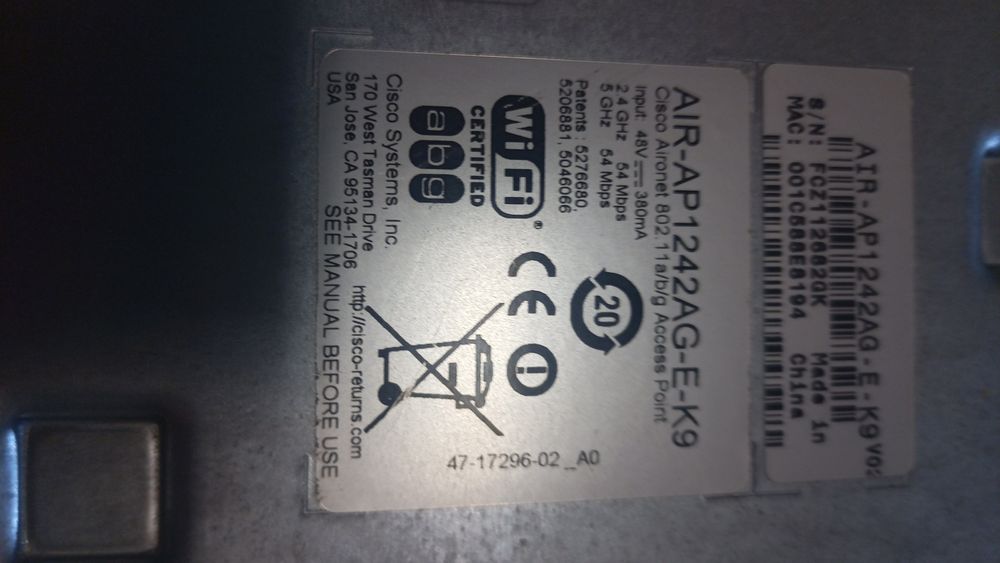 AIR-AP1242AG-E-K9 V02
S/N: FCZ112682GK Made in
MAC: 001C588E8194 China
AIR-AP1242AG-E-K9
Cisco Aironet 802.11a/b/g Access Point
Input: 48V 380mA
2.4 GHz 54 Mbps
5 GHz 54 Mbps
Patents : 5276680,
5206881, 5046066
20
Wi Fi ®
CERTIFIED
a b g
CE
47-17296-02_A0
Cisco Systems, Inc.
170 West Tasman Drive
San Jose, CA 95134-1706
USA
http://cisco-returns.com
SEE MANUAL BEFORE USE